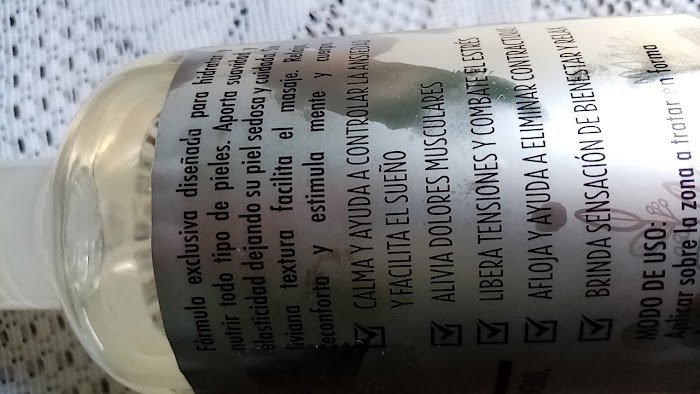 Fórmula exclusiva diseñada para hidratar y
nutrir todo tipo de pieles. Aporta suavidad y
elasticidad dejando su piel sedosa y cuidada. Su
liviana textura facilita el masaje. Relaja,
reconforta y estimula mente y cuerpo.
CALMA Y AYUDA A CONTROLAR LA ANSIEDAD
Y FACILITA EL SUEÑO
ALIVIA DOLORES MUSCULARES
LIBERA TENSIONES Y COMBATE EL ESTRÉS
AFLOJA Y AYUDA A ELIMINAR CONTRACTURA
BRINDA SENSACIÓN DE BIENESTAR Y RELAX
MODO DE USO:
Aplicar sobre la zona a tratar en forma